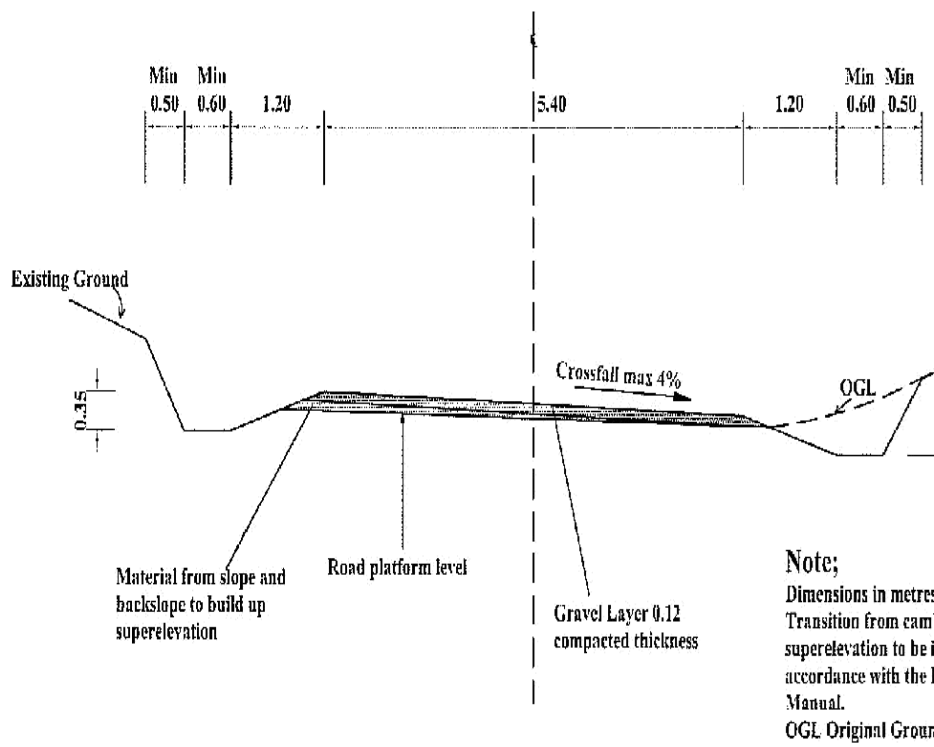 Min Min
0.50 0.60 1.20 5.40 1.20
Min Min
0.60 0.50
Existing Ground
0.35
Crossfall max 4%
OGL
Material from slope and
backslope to build up
superelevation
Road platform level
Gravel Layer 0.12
compacted thickness
Note;
Dimensions in metres
Transition from cam
superelevation to be i
accordance with the
Manual.
OGL Original Groun